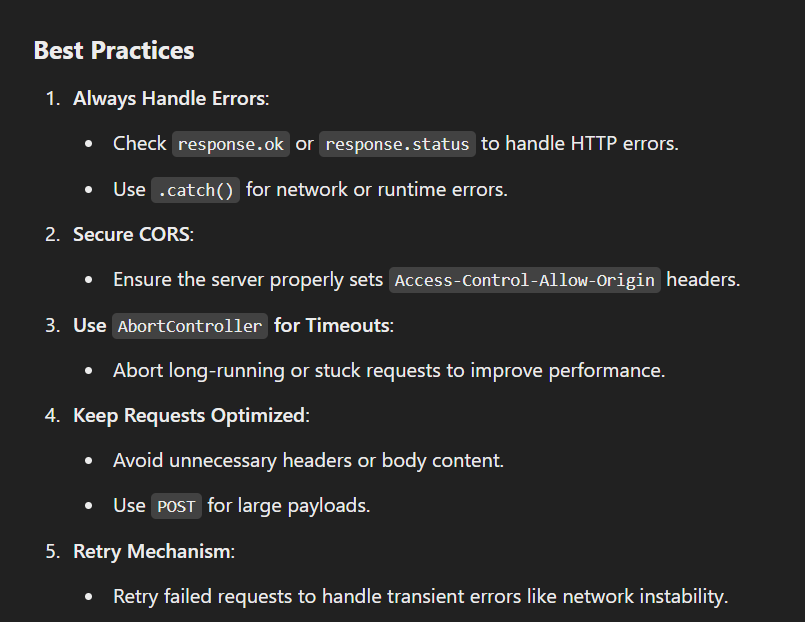 Best Practices
1. Always Handle Errors:
• Check response.ok or response.status to handle HTTP errors.
• Use .catch() for network or runtime errors.
2. Secure CORS:
• Ensure the server properly sets Access-Control-Allow-Origin headers.
3. Use AbortController for Timeouts:
• Abort long-running or stuck requests to improve performance.
4. Keep Requests Optimized:
• Avoid unnecessary headers or body content.
• Use POST for large payloads.
5. Retry Mechanism:
• Retry failed requests to handle transient errors like network instability.